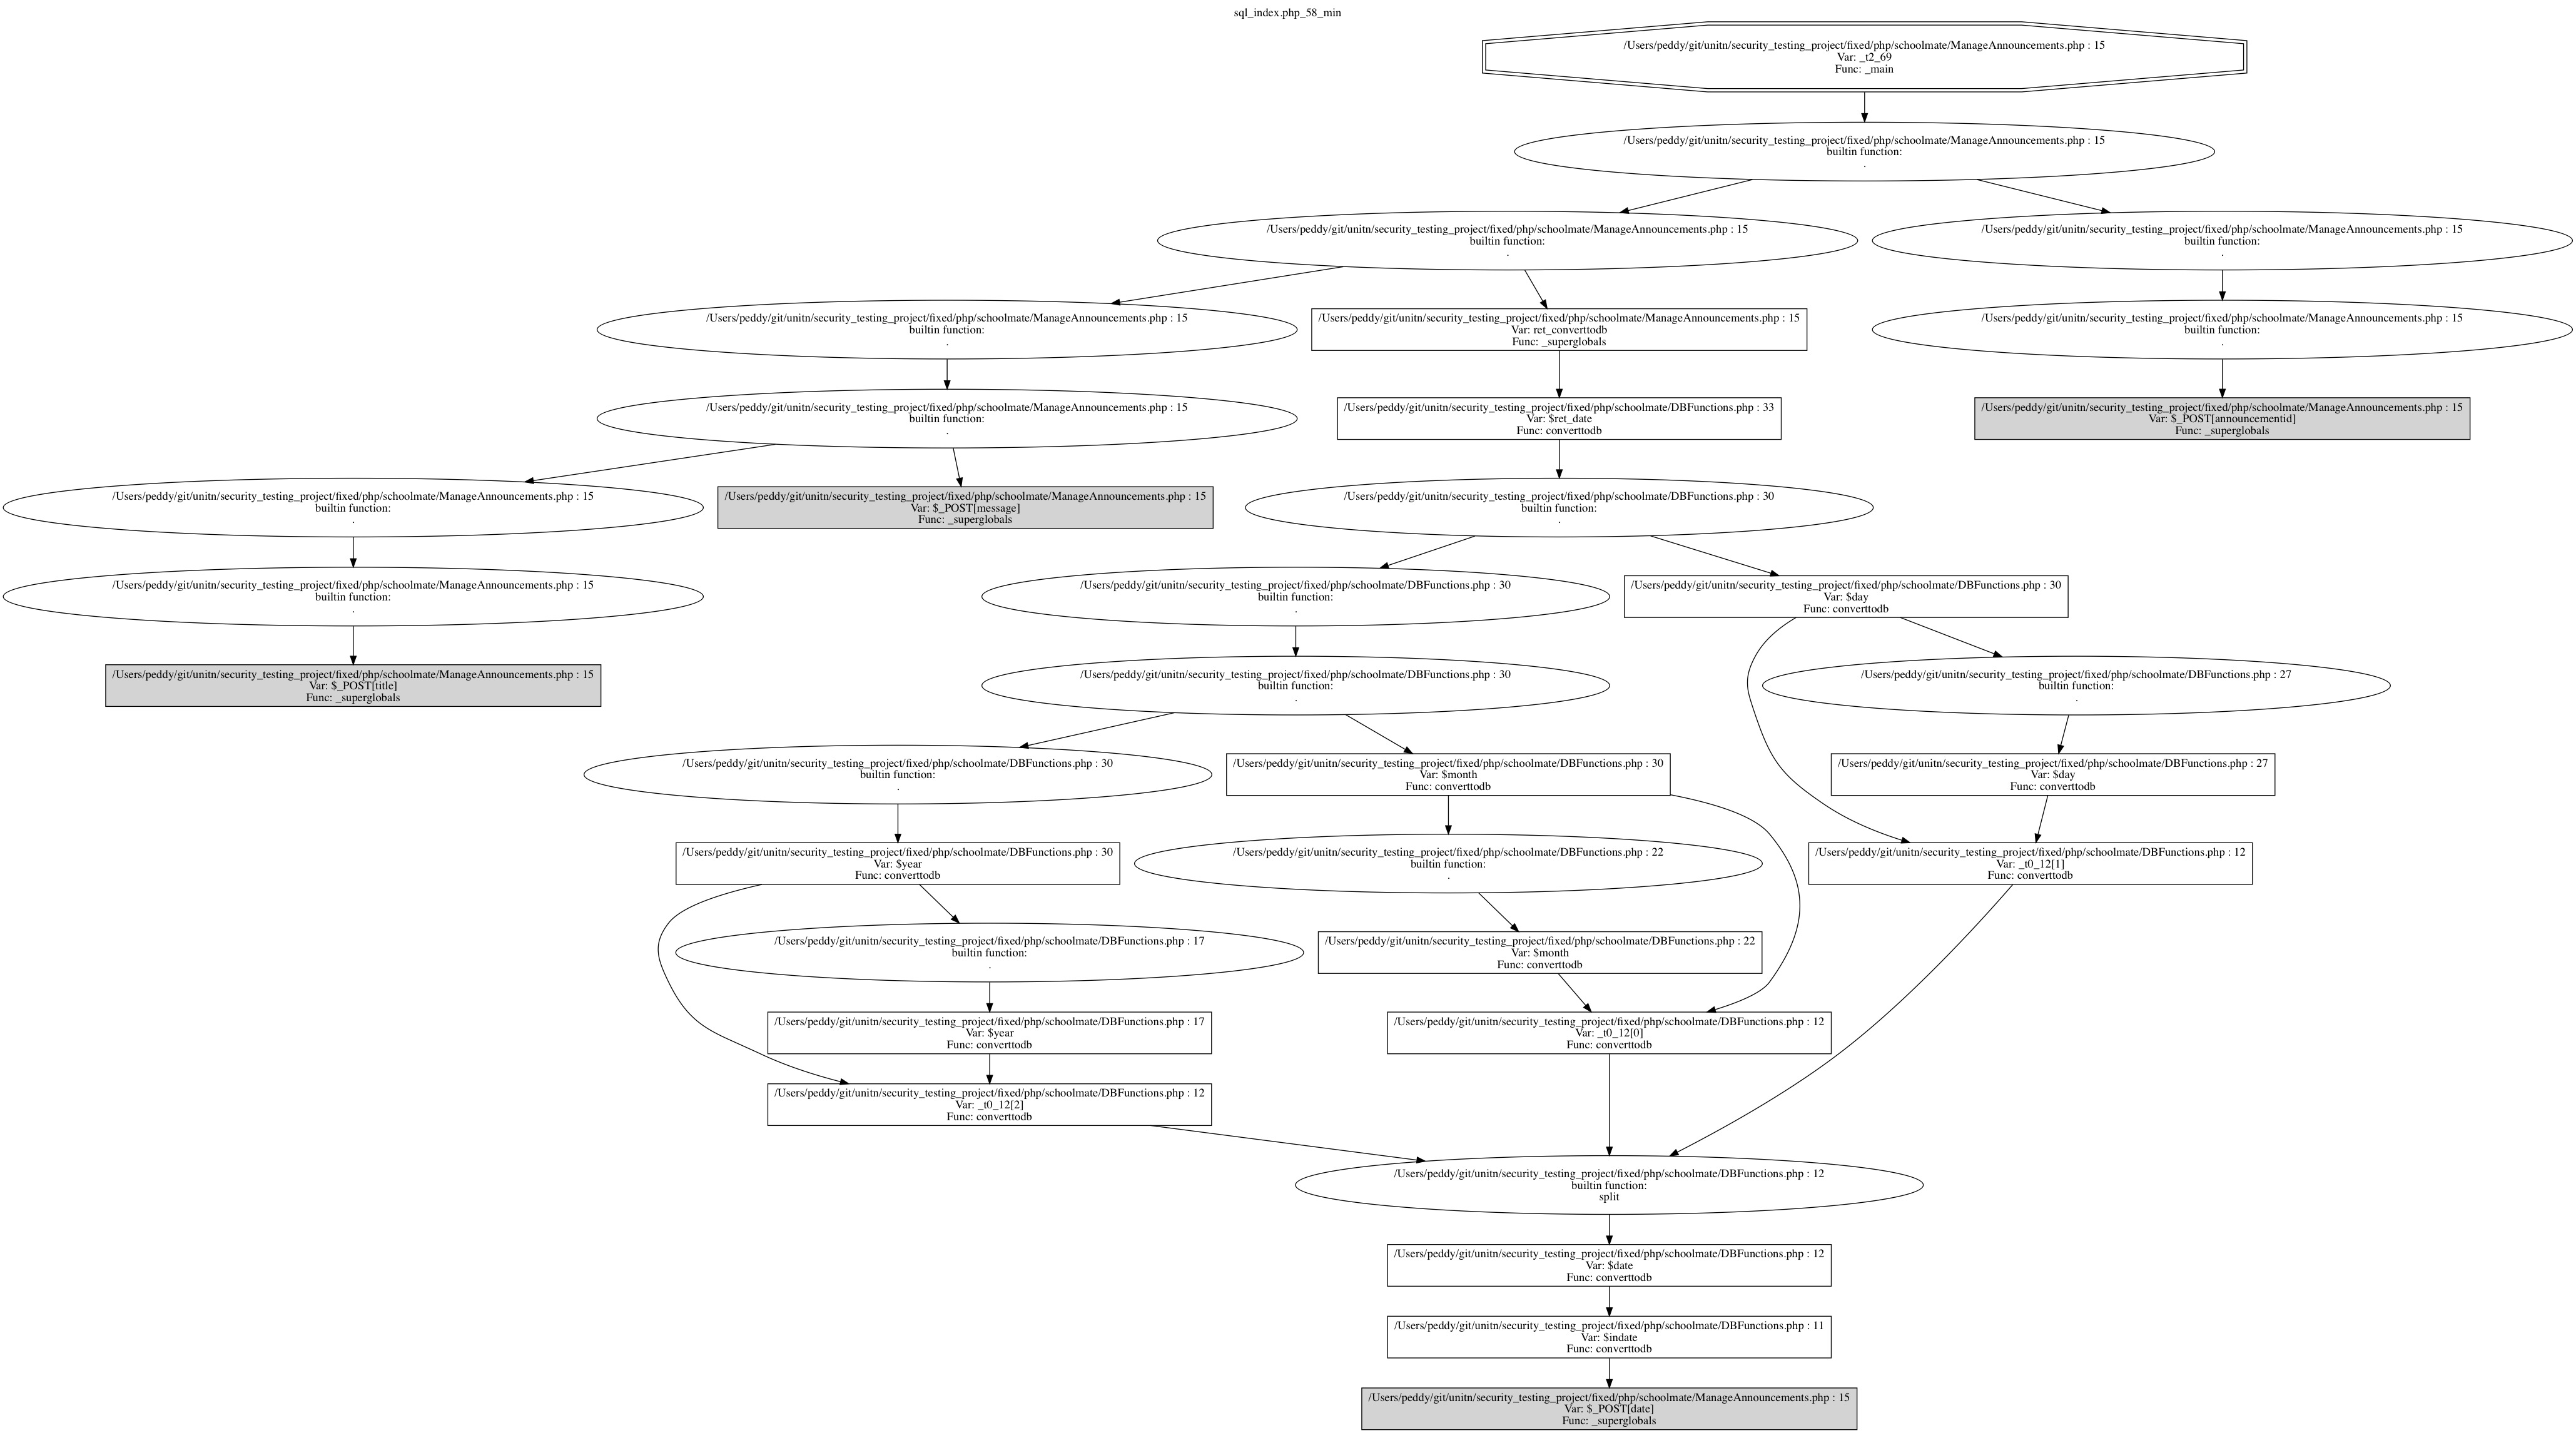 sql_index.php_58_min
/Users/peddy/git/unitn/security_testing_project/fixed/php/schoolmate/ManageAnnouncements.php : 15
Var: _t2_69
Func: _main
/Users/peddy/git/unitn/security_testing_project/fixed/php/schoolmate/ManageAnnouncements.php : 15
builtin function:
.
/Users/peddy/git/unitn/security_testing_project/fixed/php/schoolmate/ManageAnnouncements.php : 15
builtin function:
.
/Users/peddy/git/unitn/security_testing_project/fixed/php/schoolmate/ManageAnnouncements.php : 15
builtin function:
.
/Users/peddy/git/unitn/security_testing_project/fixed/php/schoolmate/ManageAnnouncements.php : 15
builtin function:
.
/Users/peddy/git/unitn/security_testing_project/fixed/php/schoolmate/ManageAnnouncements.php : 15
Var: ret_converttodb
Func: _superglobals
/Users/peddy/git/unitn/security_testing_project/fixed/php/schoolmate/ManageAnnouncements.php : 15
builtin function:
.
/Users/peddy/git/unitn/security_testing_project/fixed/php/schoolmate/ManageAnnouncements.php : 15
builtin function:
.
/Users/peddy/git/unitn/security_testing_project/fixed/php/schoolmate/DBFunctions.php : 33
Var: $ret_date
Func: converttodb
/Users/peddy/git/unitn/security_testing_project/fixed/php/schoolmate/ManageAnnouncements.php : 15
Var: $_POST[announcementid]
Func: _superglobals
/Users/peddy/git/unitn/security_testing_project/fixed/php/schoolmate/ManageAnnouncements.php : 15
builtin function:
.
/Users/peddy/git/unitn/security_testing_project/fixed/php/schoolmate/ManageAnnouncements.php : 15
Var: $_POST[message]
Func: _superglobals
/Users/peddy/git/unitn/security_testing_project/fixed/php/schoolmate/DBFunctions.php : 30
builtin function:
.
/Users/peddy/git/unitn/security_testing_project/fixed/php/schoolmate/ManageAnnouncements.php : 15
builtin function:
.
/Users/peddy/git/unitn/security_testing_project/fixed/php/schoolmate/DBFunctions.php : 30
builtin function:
.
/Users/peddy/git/unitn/security_testing_project/fixed/php/schoolmate/DBFunctions.php : 30
Var: $day
Func: converttodb
/Users/peddy/git/unitn/security_testing_project/fixed/php/schoolmate/ManageAnnouncements.php : 15
Var: $_POST[title]
Func: _superglobals
/Users/peddy/git/unitn/security_testing_project/fixed/php/schoolmate/DBFunctions.php : 30
builtin function:
.
/Users/peddy/git/unitn/security_testing_project/fixed/php/schoolmate/DBFunctions.php : 27
builtin function:
.
/Users/peddy/git/unitn/security_testing_project/fixed/php/schoolmate/DBFunctions.php : 30
builtin function:
.
/Users/peddy/git/unitn/security_testing_project/fixed/php/schoolmate/DBFunctions.php : 30
Var: $month
Func: converttodb
/Users/peddy/git/unitn/security_testing_project/fixed/php/schoolmate/DBFunctions.php : 27
Var: $day
Func: converttodb
/Users/peddy/git/unitn/security_testing_project/fixed/php/schoolmate/DBFunctions.php : 30
Var: $year
Func: converttodb
/Users/peddy/git/unitn/security_testing_project/fixed/php/schoolmate/DBFunctions.php : 22
builtin function:
.
/Users/peddy/git/unitn/security_testing_project/fixed/php/schoolmate/DBFunctions.php : 12
Var: _t0_12[1]
Func: converttodb
/Users/peddy/git/unitn/security_testing_project/fixed/php/schoolmate/DBFunctions.php : 17
builtin function:
.
/Users/peddy/git/unitn/security_testing_project/fixed/php/schoolmate/DBFunctions.php : 22
Var: $month
Func: converttodb
/Users/peddy/git/unitn/security_testing_project/fixed/php/schoolmate/DBFunctions.php : 17
Var: $year
Func: converttodb
/Users/peddy/git/unitn/security_testing_project/fixed/php/schoolmate/DBFunctions.php : 12
Var: _t0_12[0]
Func: converttodb
/Users/peddy/git/unitn/security_testing_project/fixed/php/schoolmate/DBFunctions.php : 12
Var: _t0_12[2]
Func: converttodb
/Users/peddy/git/unitn/security_testing_project/fixed/php/schoolmate/DBFunctions.php : 12
builtin function:
split
/Users/peddy/git/unitn/security_testing_project/fixed/php/schoolmate/DBFunctions.php : 12
Var: $date
Func: converttodb
/Users/peddy/git/unitn/security_testing_project/fixed/php/schoolmate/DBFunctions.php : 11
Var: $indate
Func: converttodb
/Users/peddy/git/unitn/security_testing_project/fixed/php/schoolmate/ManageAnnouncements.php : 15
Var: $_POST[date]
Func: _superglobals